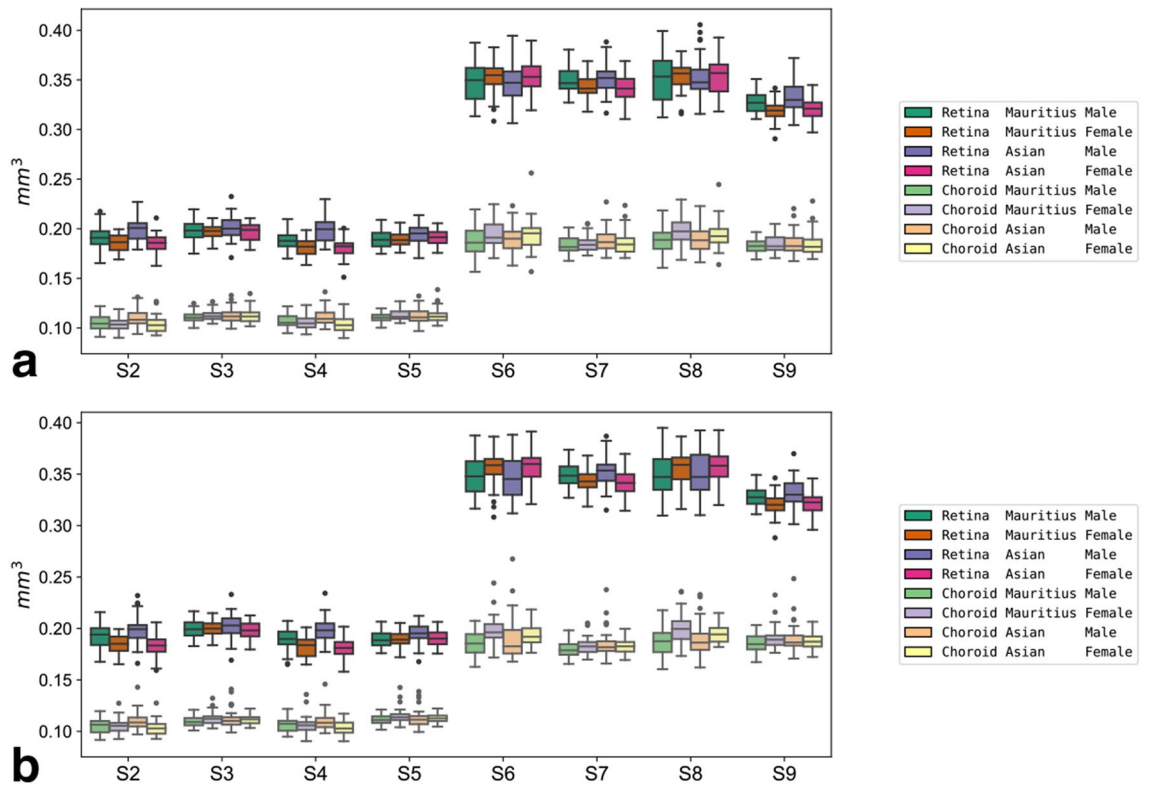 0.40
0.35
0.30
0.25
0.20
0.15
0.10
mm³
S2 S3 S4 S5 S6 S7 S8 S9
a
Retina Mauritius Male
Retina Mauritius Female
Retina Asian Male
Retina Asian Female
Choroid Mauritius Male
Choroid Mauritius Female
Choroid Asian Male
Choroid Asian Female
0.40
0.35
0.30
0.25
0.20
0.15
0.10
mm³
S2 S3 S4 S5 S6 S7 S8 S9
b
Retina Mauritius Male
Retina Mauritius Female
Retina Asian Male
Retina Asian Female
Choroid Mauritius Male
Choroid Mauritius Female
Choroid Asian Male
Choroid Asian Female